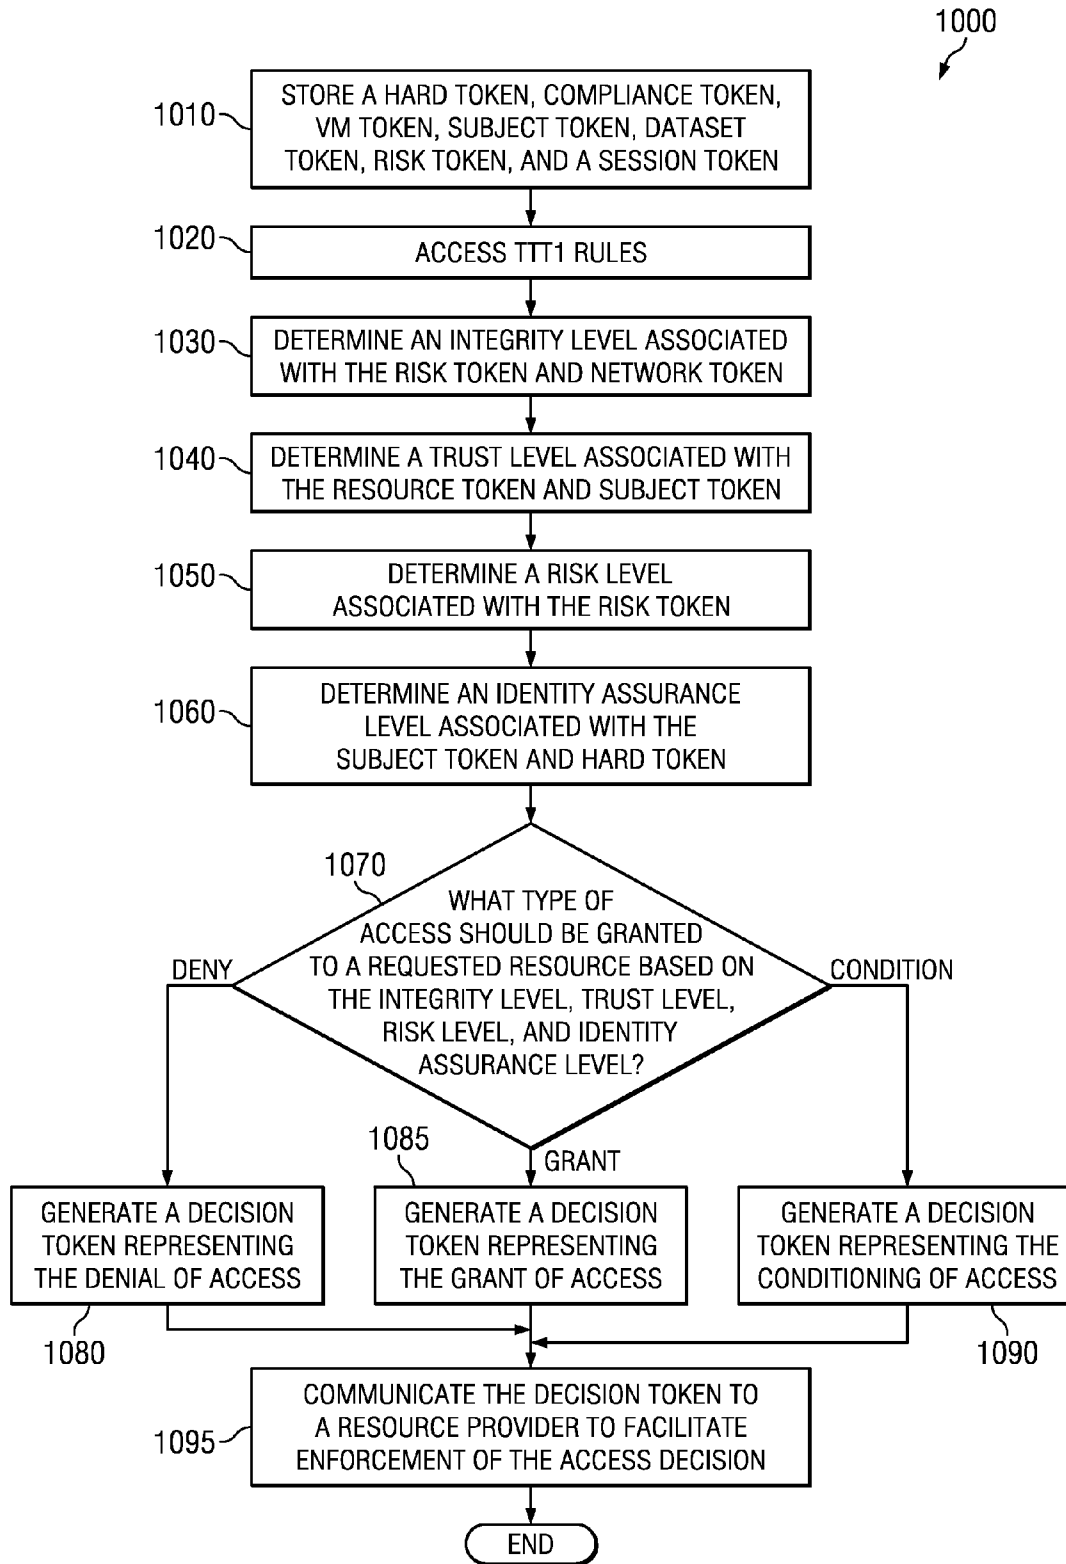 1000
1010
STORE A HARD TOKEN, COMPLIANCE TOKEN,
VM TOKEN, SUBJECT TOKEN, DATASET
TOKEN, RISK TOKEN, AND A SESSION TOKEN
1020
ACCESS TTT1 RULES
1030
DETERMINE AN INTEGRITY LEVEL ASSOCIATED
WITH THE RISK TOKEN AND NETWORK TOKEN
1040
DETERMINE A TRUST LEVEL ASSOCIATED WITH
THE RESOURCE TOKEN AND SUBJECT TOKEN
1050
DETERMINE A RISK LEVEL
ASSOCIATED WITH THE RISK TOKEN
1060
DETERMINE AN IDENTITY ASSURANCE
LEVEL ASSOCIATED WITH THE
SUBJECT TOKEN AND HARD TOKEN
1070
WHAT TYPE OF
ACCESS SHOULD BE GRANTED
TO A REQUESTED RESOURCE BASED ON
THE INTEGRITY LEVEL, TRUST LEVEL,
RISK LEVEL, AND IDENTITY
ASSURANCE LEVEL?
DENY
CONDITION
GRANT
1085
GENERATE A DECISION
TOKEN REPRESENTING
THE DENIAL OF ACCESS
1080
GENERATE A DECISION
TOKEN REPRESENTING
THE GRANT OF ACCESS
GENERATE A DECISION
TOKEN REPRESENTING THE
CONDITIONING OF ACCESS
1090
1095
COMMUNICATE THE DECISION TOKEN TO
A RESOURCE PROVIDER TO FACILITATE
ENFORCEMENT OF THE ACCESS DECISION
END